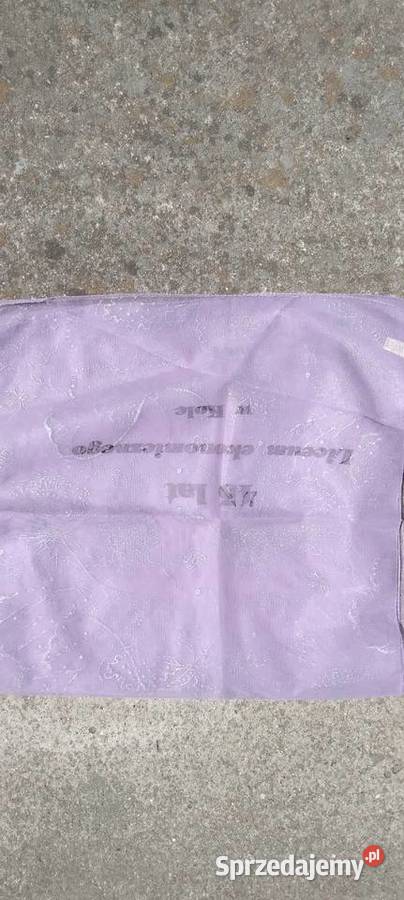 45 lat
Liceum ekonomicznego
w Kole
Sprzedajemy.pl